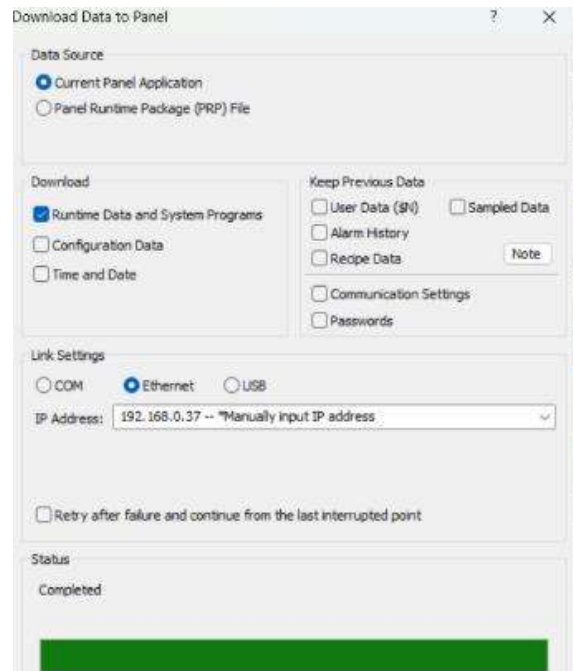 Download Data to Panel ? ×
Data Source
Current Panel Application
Panel Runtime Package (PRP) File
Download
Runtime Data and System Programs
Configuration Data
Time and Date
Keep Previous Data
User Data ($N) Sampled Data
Alarm History
Recipe Data Note
Communication Settings
Passwords
Link Settings
COM Ethernet USB
IP Address: 192.168.0.37 -- *Manually input IP address
Retry after failure and continue from the last interrupted point
Status
Completed